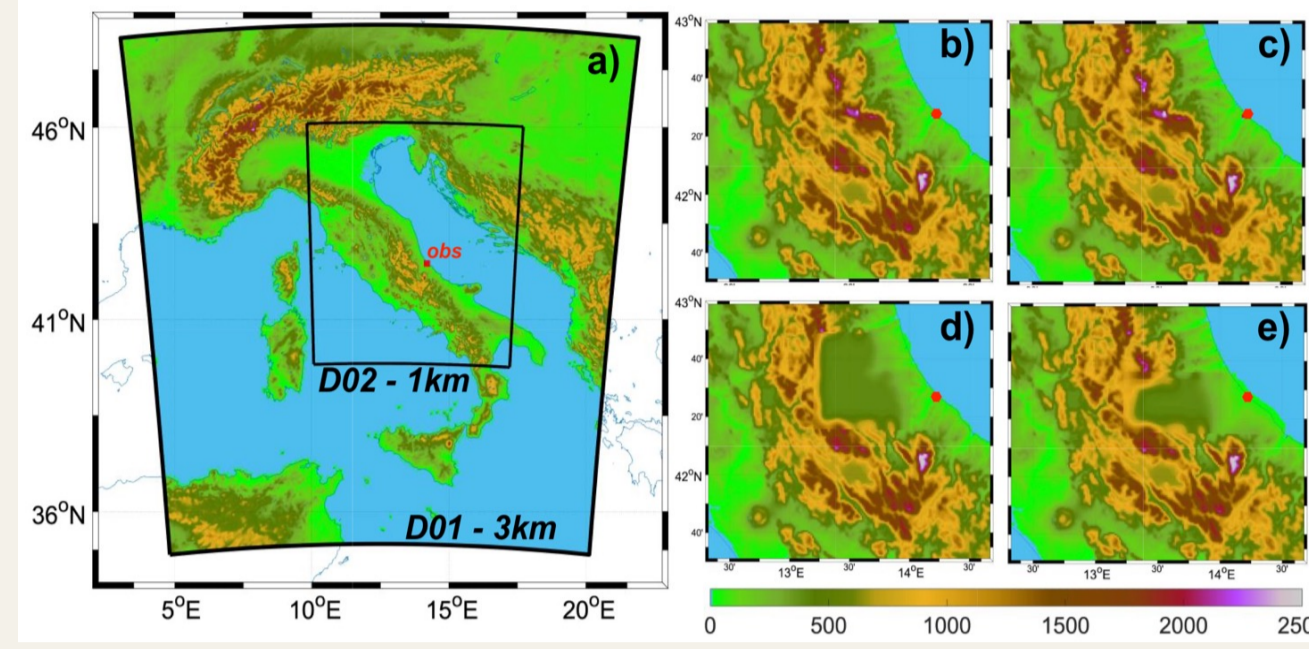 a)
46°N
41°N
36°N
5°E
10°E
15°E
20°E
obs
D02 - 1km
D01 - 3km
b)
43°N
40'
20'
42°N
40'
c)
d)
43°N
40'
20'
42°N
40'
30'
13°E
30'
14°E
30'
e)
30'
13°E
30'
14°E
30'
0
500
1000
1500
2000
250